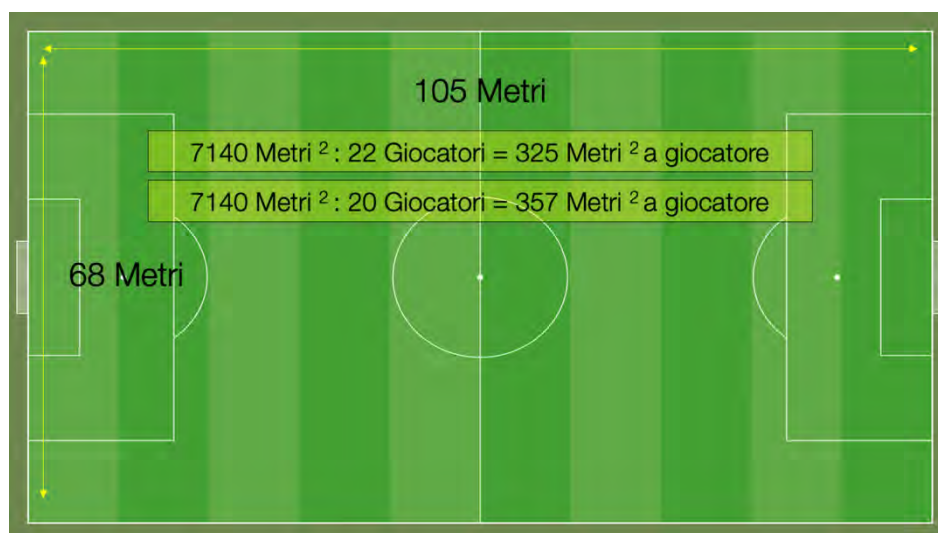 105 Metri
7140 Metri ² : 22 Giocatori = 325 Metri ² a giocatore
7140 Metri ² : 20 Giocatori = 357 Metri ² a giocatore
68 Metri